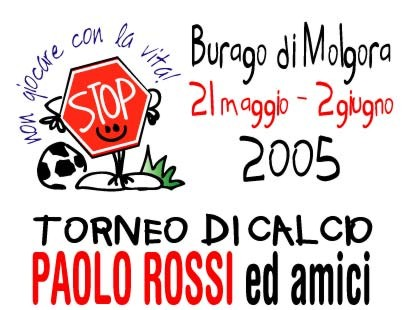 non giocare con la vita!
STOP
Burago di Molgora
21 maggio - 2 giugno
2005
TORNEO DI CALCIO
PAOLO ROSSI ed amici